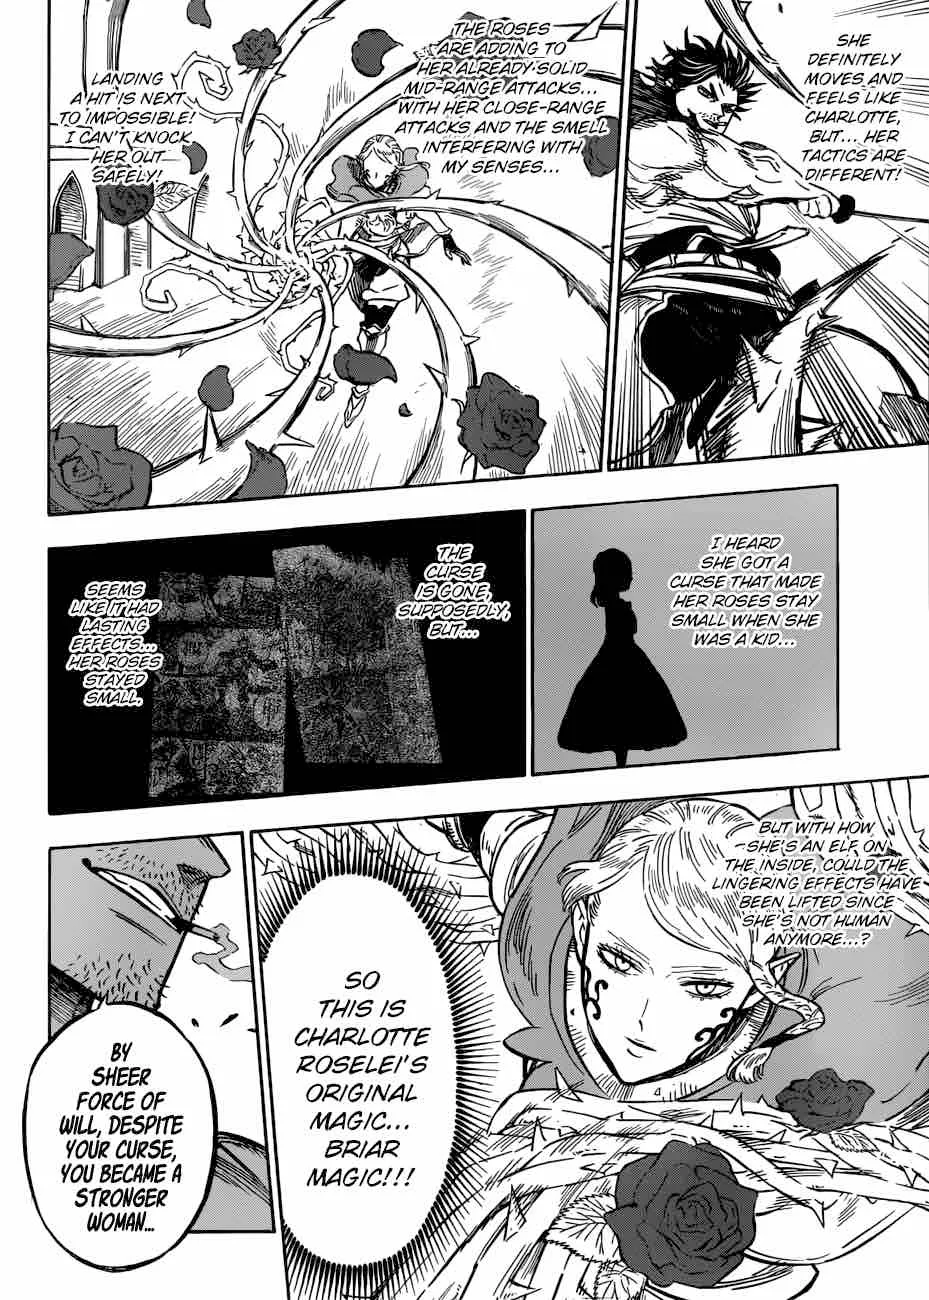 SHE
DEFINITELY
MOVES AND
FEELS LIKE
CHARLOTTE,
BUT... HER
TACTICS ARE
DIFFERENT!
THE ROSES
ARE ADDING TO
HER ALREADY SOLID
MID-RANGE ATTACKS...
WITH HER CLOSE-RANGE
ATTACKS AND THE SMELL
INTERFERING WITH
MY SENSES...
LANDING
A HIT IS NEXT
TO IMPOSSIBLE!
I CAN'T KNOCK
HER OUT
SAFELY!
I HEARD
SHE GOT A
CURSE THAT MADE
HER ROSES STAY
SMALL WHEN SHE
WAS A KID...
THE
CURSE
IS GONE,
SUPPOSEDLY,
BUT...
SEEMS
LIKE IT HAD
LASTING
EFFECTS...
HER ROSES
STAYED
SMALL.
BUT WITH HOW
SHE'S AN ELF ON
THE INSIDE, COULD THE
LINGERING EFFECTS HAVE
BEEN LIFTED SINCE
SHE'S NOT HUMAN
ANYMORE...?
SO
THIS IS
CHARLOTTE
ROSELEI'S
ORIGINAL
MAGIC...
BRIAR
MAGIC!!!
BY
SHEER
FORCE OF
WILL, DESPITE
YOUR CURSE,
YOU BECAME A
STRONGER
WOMAN...